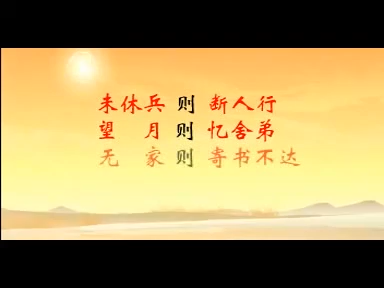 未休兵 则 断人行
望 月 则 忆舍弟
无 家 则 寄书不达